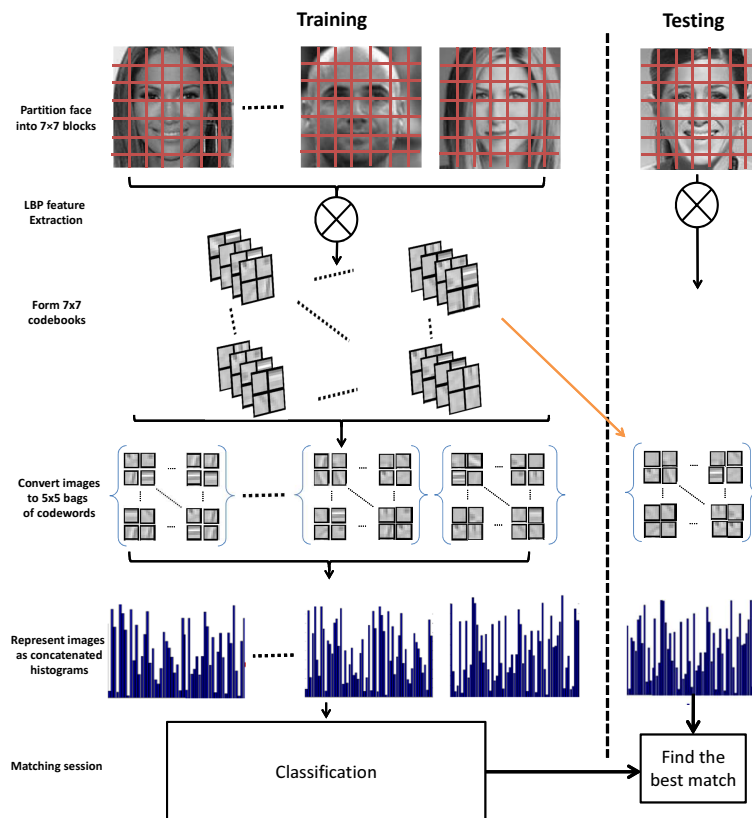 Training
Testing
Partition face
into 7×7 blocks
LBP feature
Extraction
Form 7x7
codebooks
Convert images
to 5x5 bags
of codewords
Represent images
as concatenated
histograms
Matching session
Classification
Find the
best match